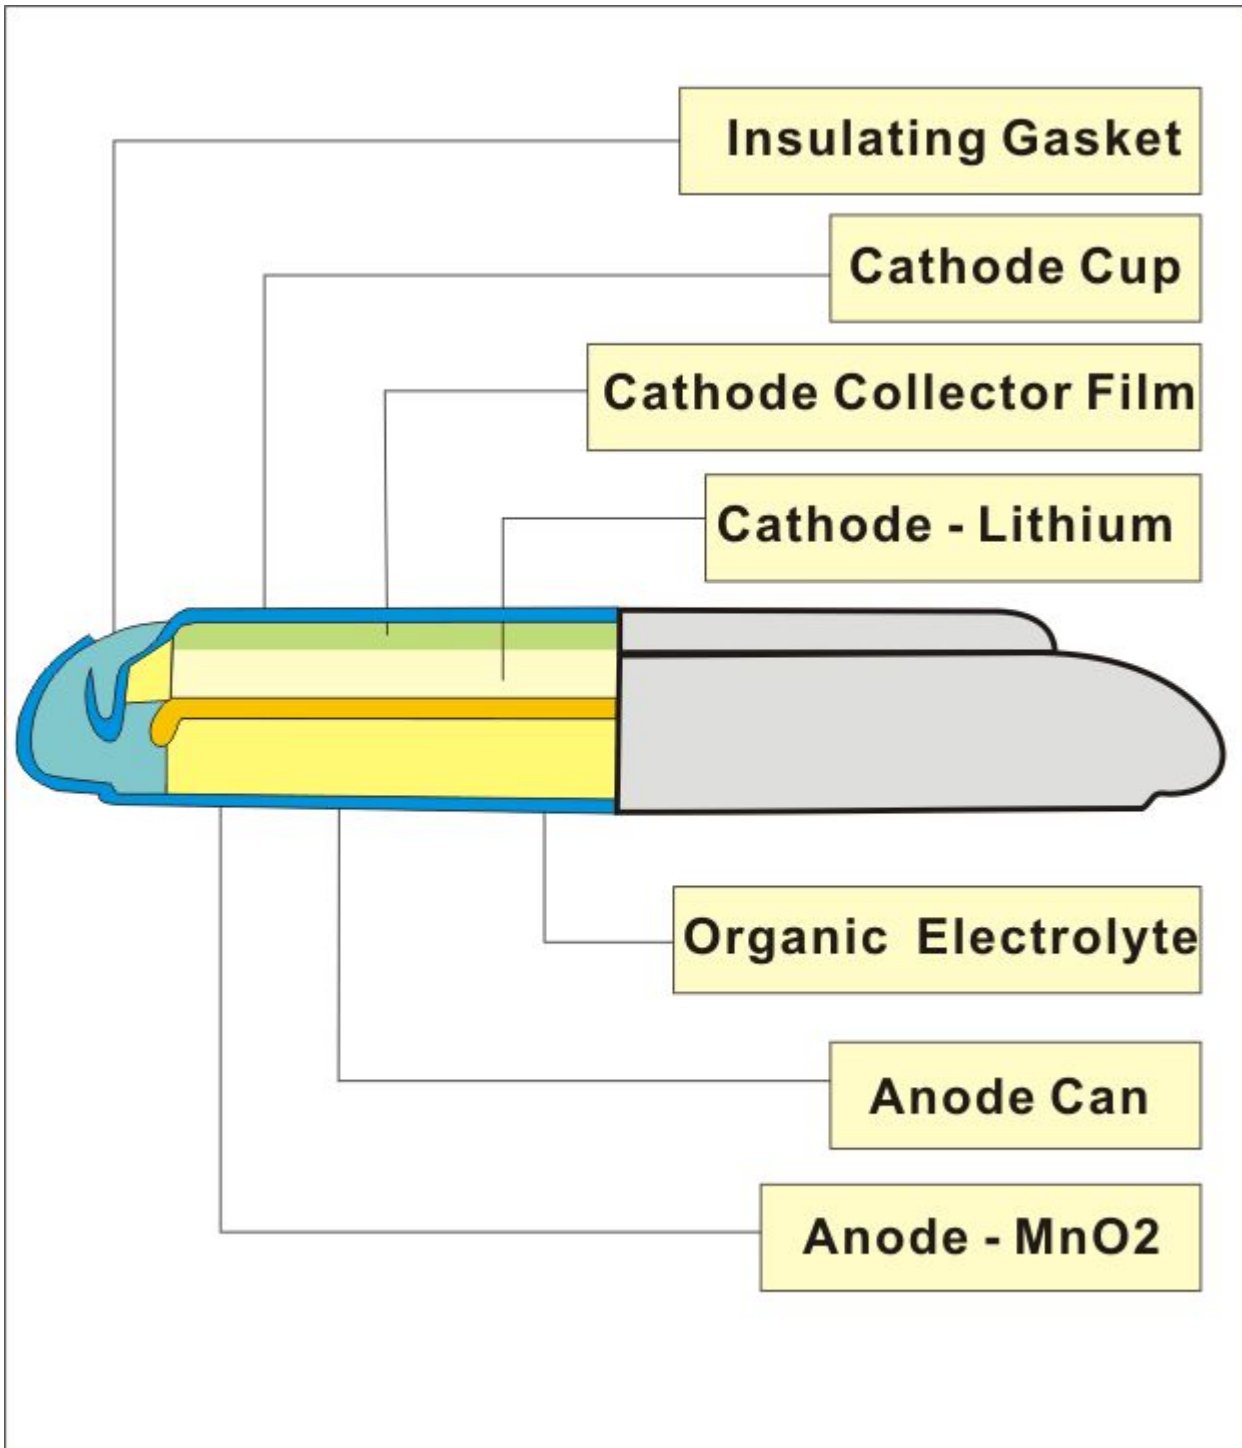 Insulating Gasket
Cathode Cup
Cathode Collector Film
Cathode - Lithium
Organic Electrolyte
Anode Can
Anode - MnO2